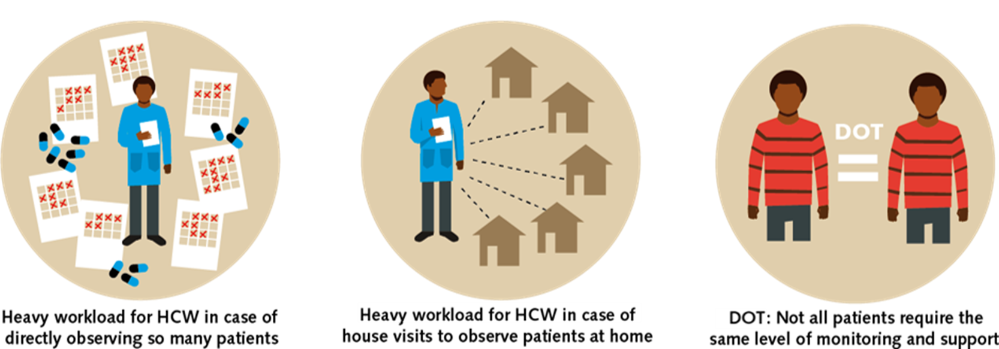 DOT
Heavy workload for HCW in case of
directly observing so many patients
Heavy workload for HCW in case of
house visits to observe patients at home
DOT: Not all patients require the
same level of monitoring and support